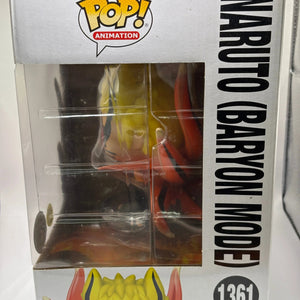 POP!
ANIMATION
NARUTO (BARYON MODE)
1361